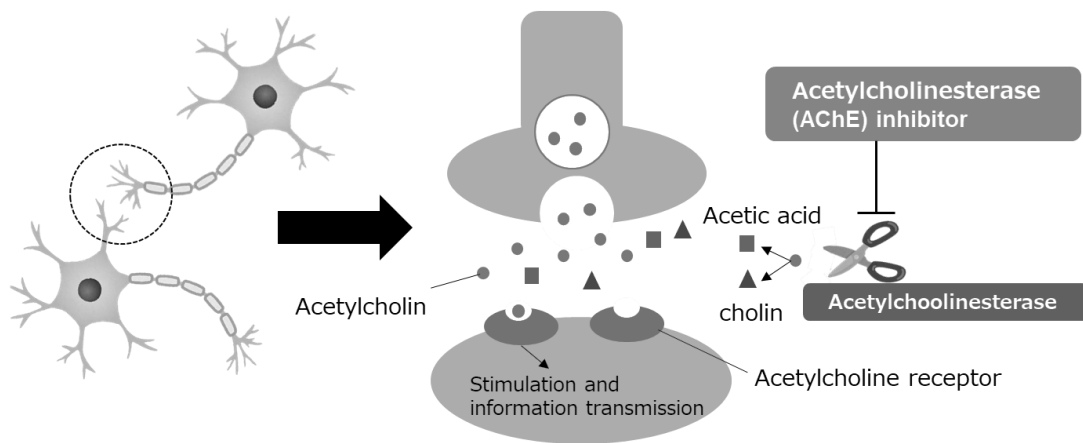 Acetylcholinesterase
(AChE) inhibitor
Acetic acid
Acetylcholin
cholin
Acetylchoolinesterase
Stimulation and
information transmission
Acetylcholine receptor